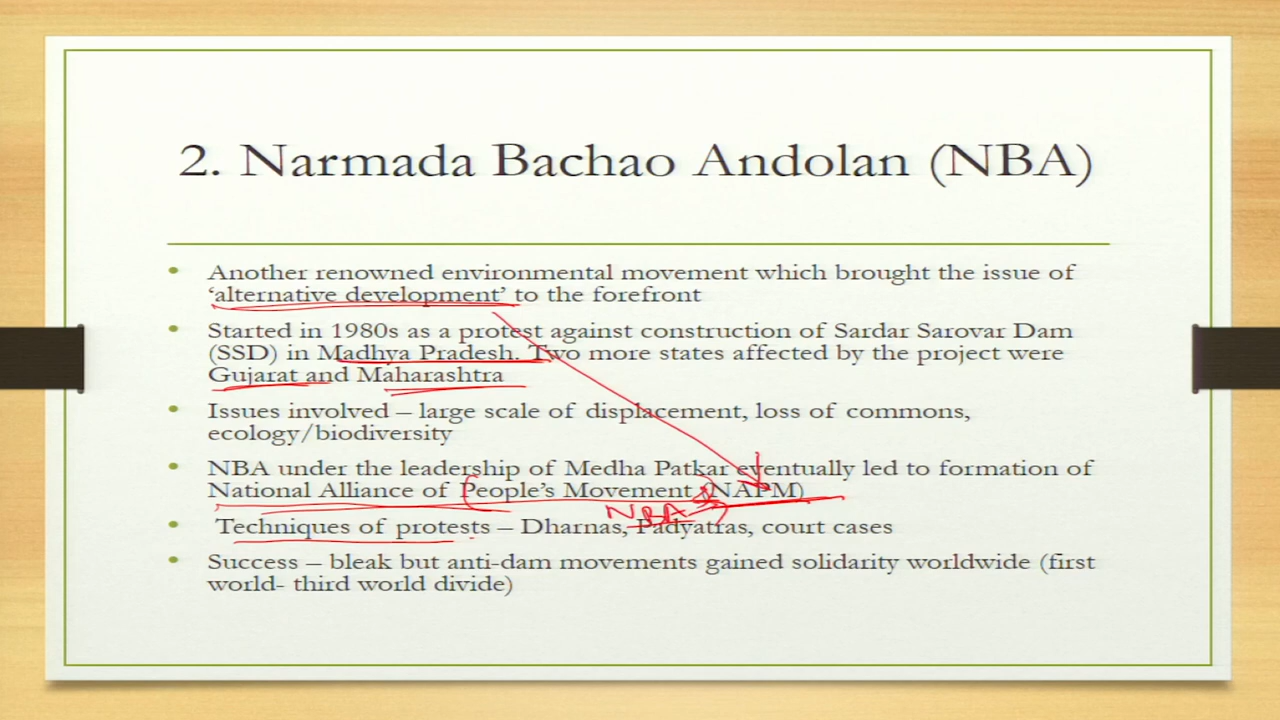 2. Narmada Bachao Andolan (NBA)
• Another renowned environmental movement which brought the issue of
‘alternative development’ to the forefront
• Started in 1980s as a protest against construction of Sardar Sarovar Dam
(SSD) in Madhya Pradesh. Two more states affected by the project were
Gujarat and Maharashtra
• Issues involved – large scale of displacement, loss of commons,
ecology/biodiversity
• NBA under the leadership of Medha Patkar eventually led to formation of
National Alliance of People’s Movement (NAPM)
NBA
• Techniques of protests – Dharnas, Padyatras, court cases
• Success – bleak but anti-dam movements gained solidarity worldwide (first
world- third world divide)